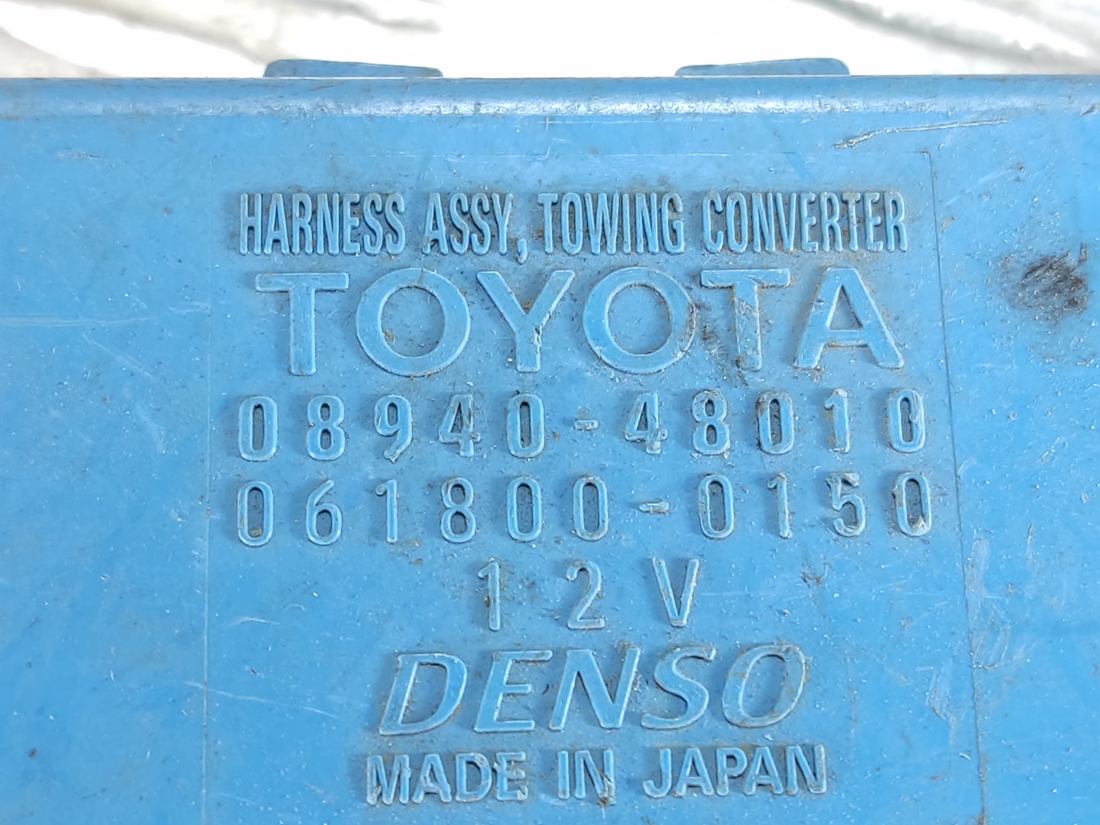 HARNESS ASSY, TOWING CONVERTER
TOYOTA
08940-48010
061800-0150
12V
DENSO
MADE IN JAPAN